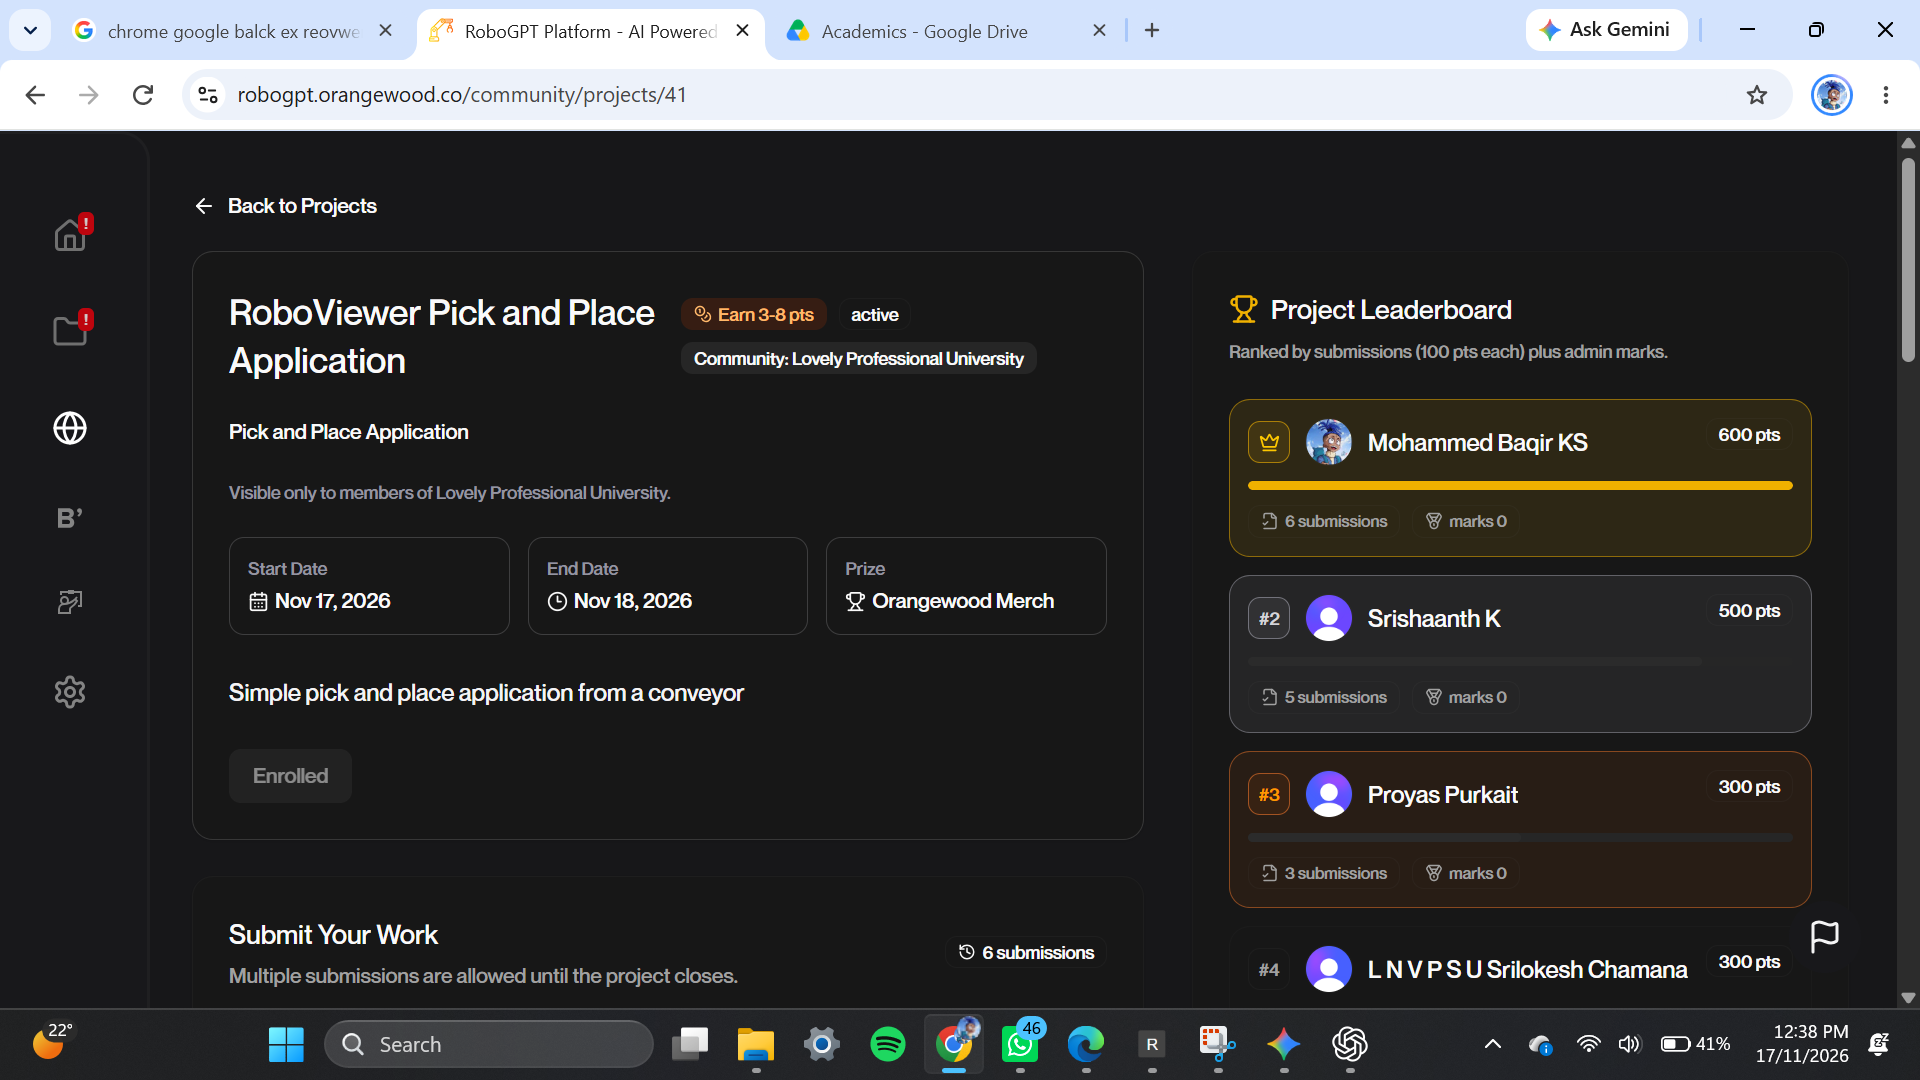 chrome google balck ex reovwe
RoboGPT Platform - AI Powered
Academics - Google Drive
Ask Gemini
robogpt.orangewood.co/community/projects/41
Back to Projects
RoboViewer Pick and Place
Application
Earn 3-8 pts
active
Community: Lovely Professional University
Pick and Place Application
Visible only to members of Lovely Professional University.
Start Date
Nov 17, 2026
End Date
Nov 18, 2026
Prize
Orangewood Merch
Simple pick and place application from a conveyor
Enrolled
Submit Your Work
Multiple submissions are allowed until the project closes.
6 submissions
Project Leaderboard
Ranked by submissions (100 pts each) plus admin marks.
Mohammed Baqir KS
600 pts
6 submissions
marks 0
#2
Srishaanth K
500 pts
5 submissions
marks 0
#3
Proyas Purkait
300 pts
3 submissions
marks 0
#4
L N V P S U Srilokesh Chamana
300 pts
!
!
B’
22°
Search
46
R
41%
12:38 PM
17/11/2026